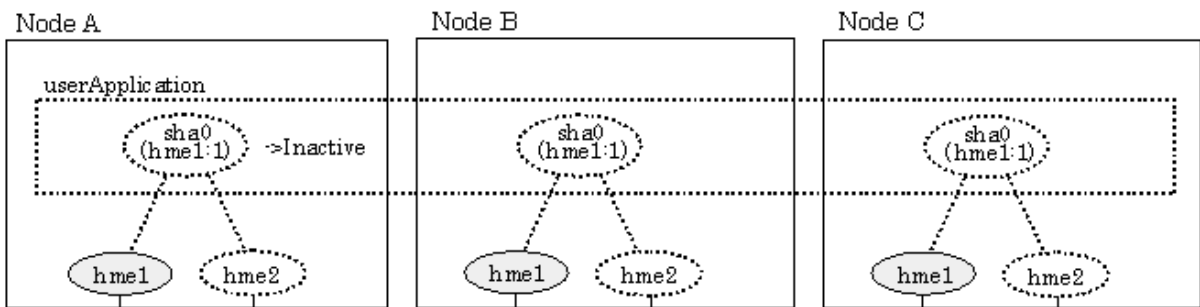 Node A
Node B
Node C
userApplication
sha0
(hme1:1)
->Inactive
sha0
(hme1:1)
sha0
(hme1:1)
hme1
hme2
hme1
hme2
hme1
hme2